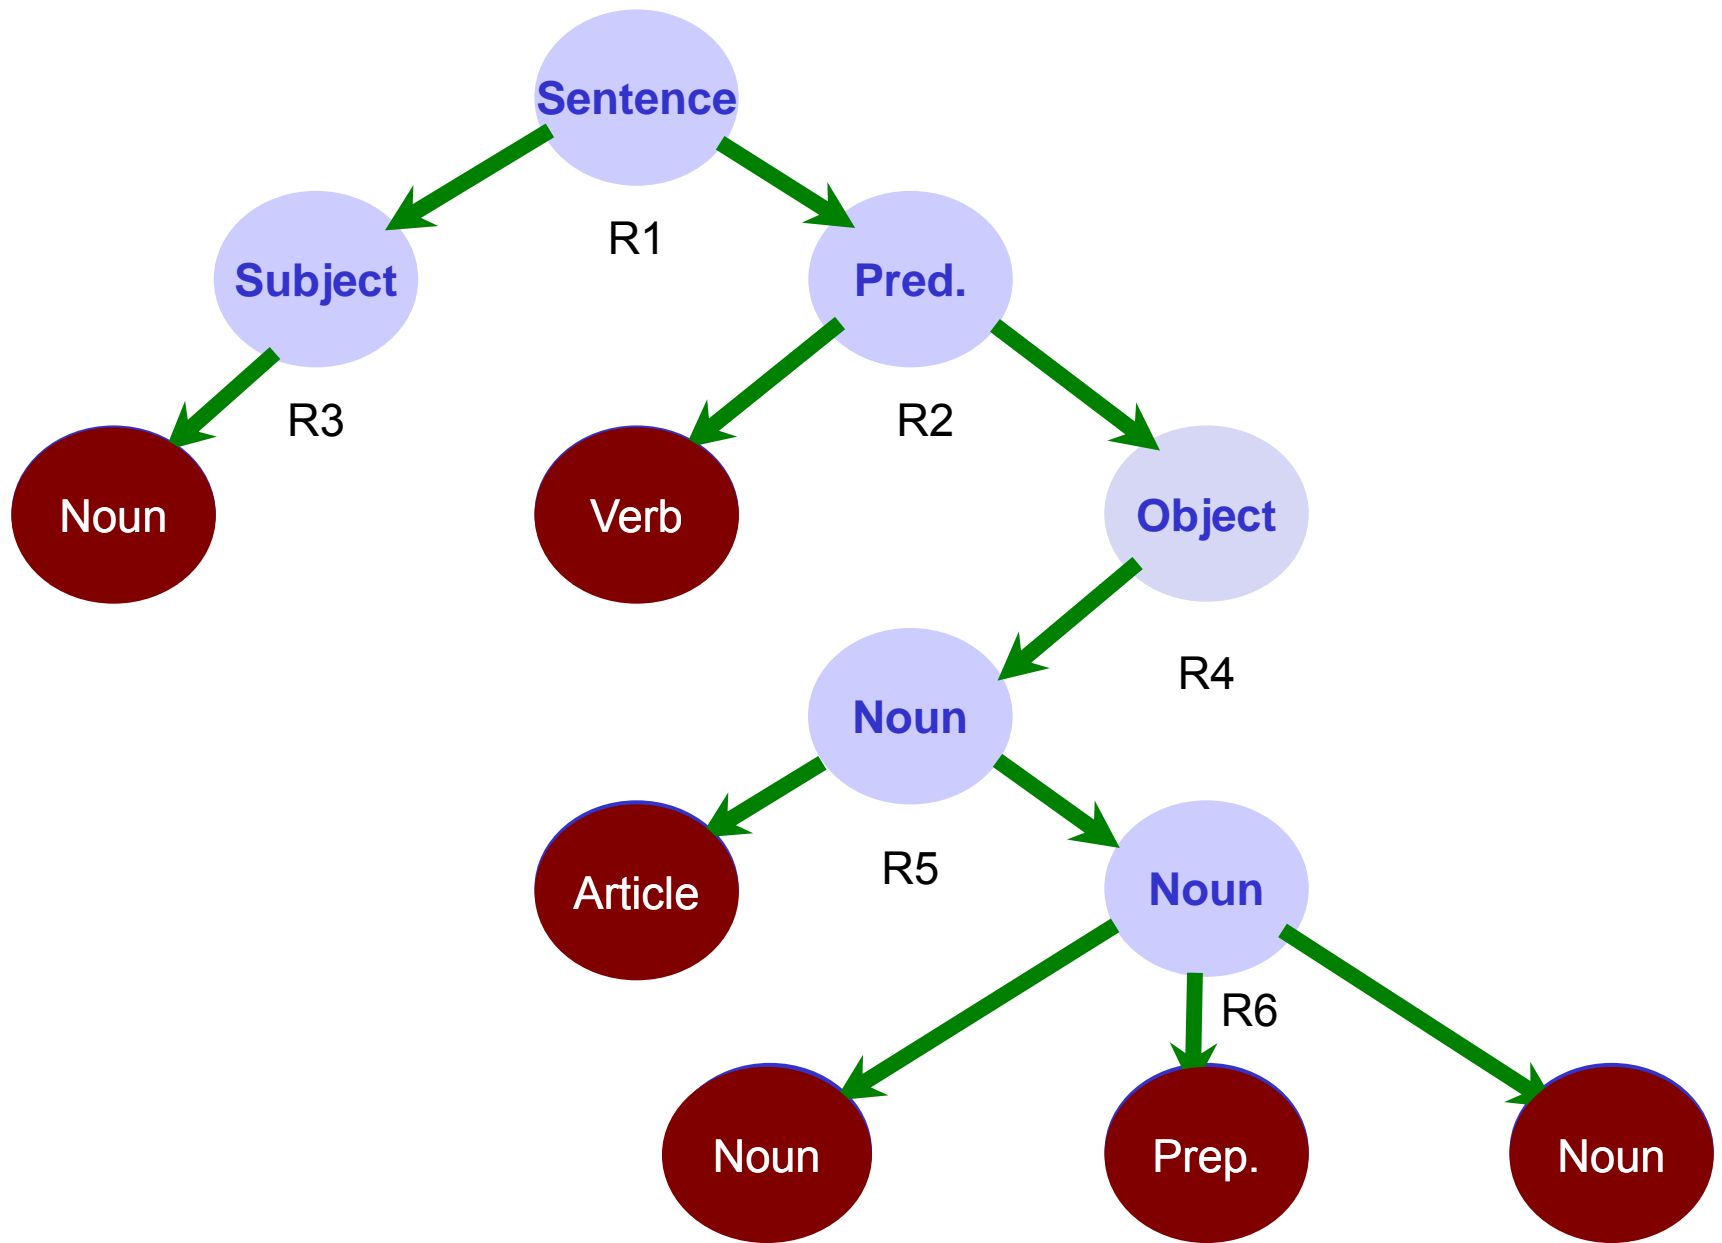 Sentence
R1
Subject
Pred.
R3
R2
Noun
Verb
Object
R4
Noun
R5
Article
Noun
R6
Noun
Prep.
Noun